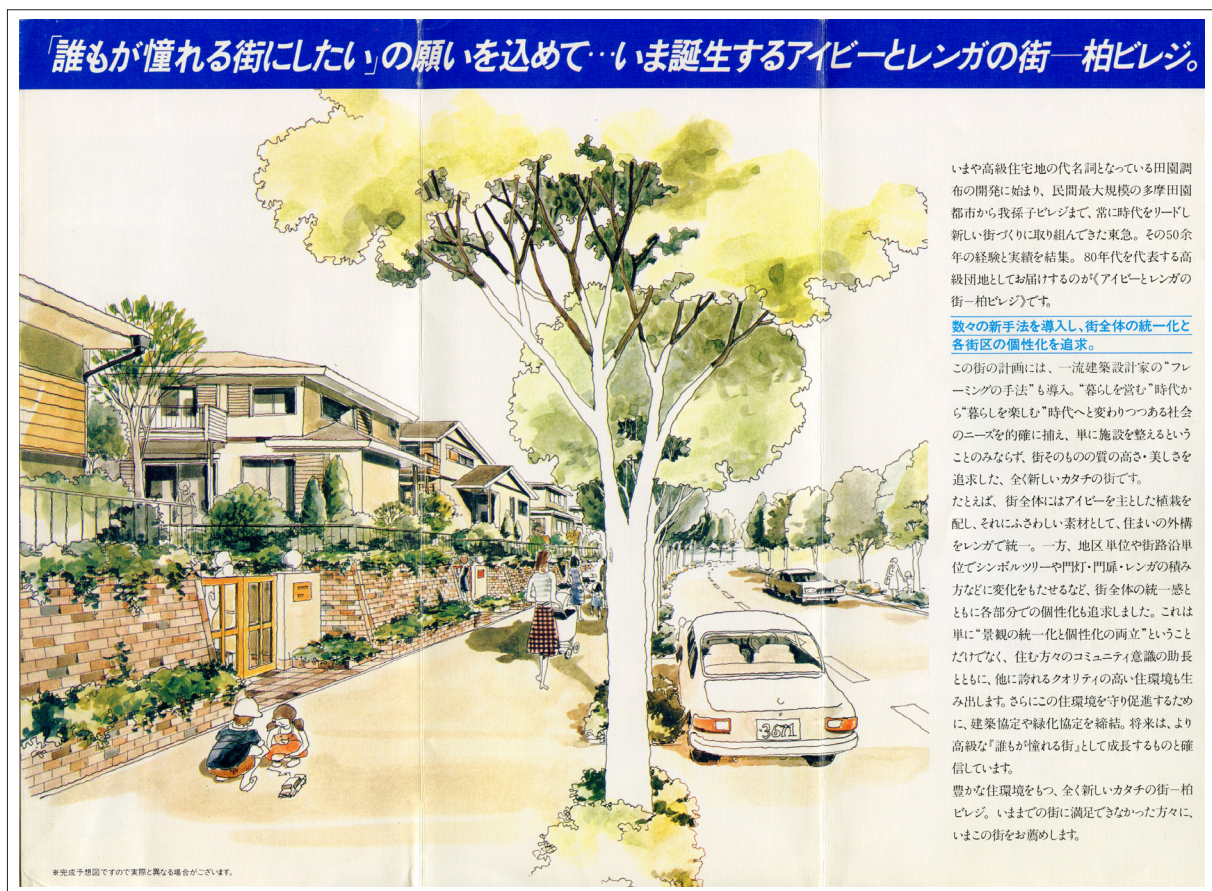 「誰もが憧れる街にしたい」の願いを込めて…いま誕生するアイビーとレンガの街―柏ビレジ。
いまや高級住宅地の代名詞となっている田園調
布の開発に始まり、民間最大規模の多摩田園
都市から我孫子ビレジまで、常に時代をリードし
新しい街づくりに取り組んできた東急。その50余
年の経験と実績を結集。80年代を代表する高
級団地としてお届けするのが《アイビーとレンガの
街―柏ビレジ》です。
数々の新手法を導入し、街全体の統一化と
各街区の個性化を追求。
この街の計画には、一流建築設計家の“フレ
ーミングの手法”も導入。“暮らしを営む”時代か
ら“暮らしを楽しむ”時代へと変わりつつある社会
のニーズを的確に捕え、単に施設を整えるという
ことのみならず、街そのものの質の高さ・美しさを
追求した、全く新しいカタチの街です。
たとえば、街全体にはアイビーを主とした植栽を
配し、それにふさわしい素材として、住まいの外構
をレンガで統一。一方、地区単位や街路沿単
位でシンボルツリーや門灯・門扉・レンガの積み
方などに変化をもたせるなど、街全体の統一感と
ともに各部分での個性化も追求しました。これは
単に“景観の統一化と個性化の両立”ということ
だけでなく、住む方々のコミュニティ意識の助長
とともに、他に誇れるクオリティの高い住環境も生
み出します。さらにこの住環境を守り促進するため
に、建築協定や緑化協定を締結。将来は、より
高級な『誰もが憧れる街』として成長するものと確
信しています。
豊かな住環境をもつ、全く新しいカタチの街―柏
ビレジ。いままでの街に満足できなかった方々に、
いまこの街をお薦めします。
3671
※完成予想図ですので実際と異なる場合がございます。